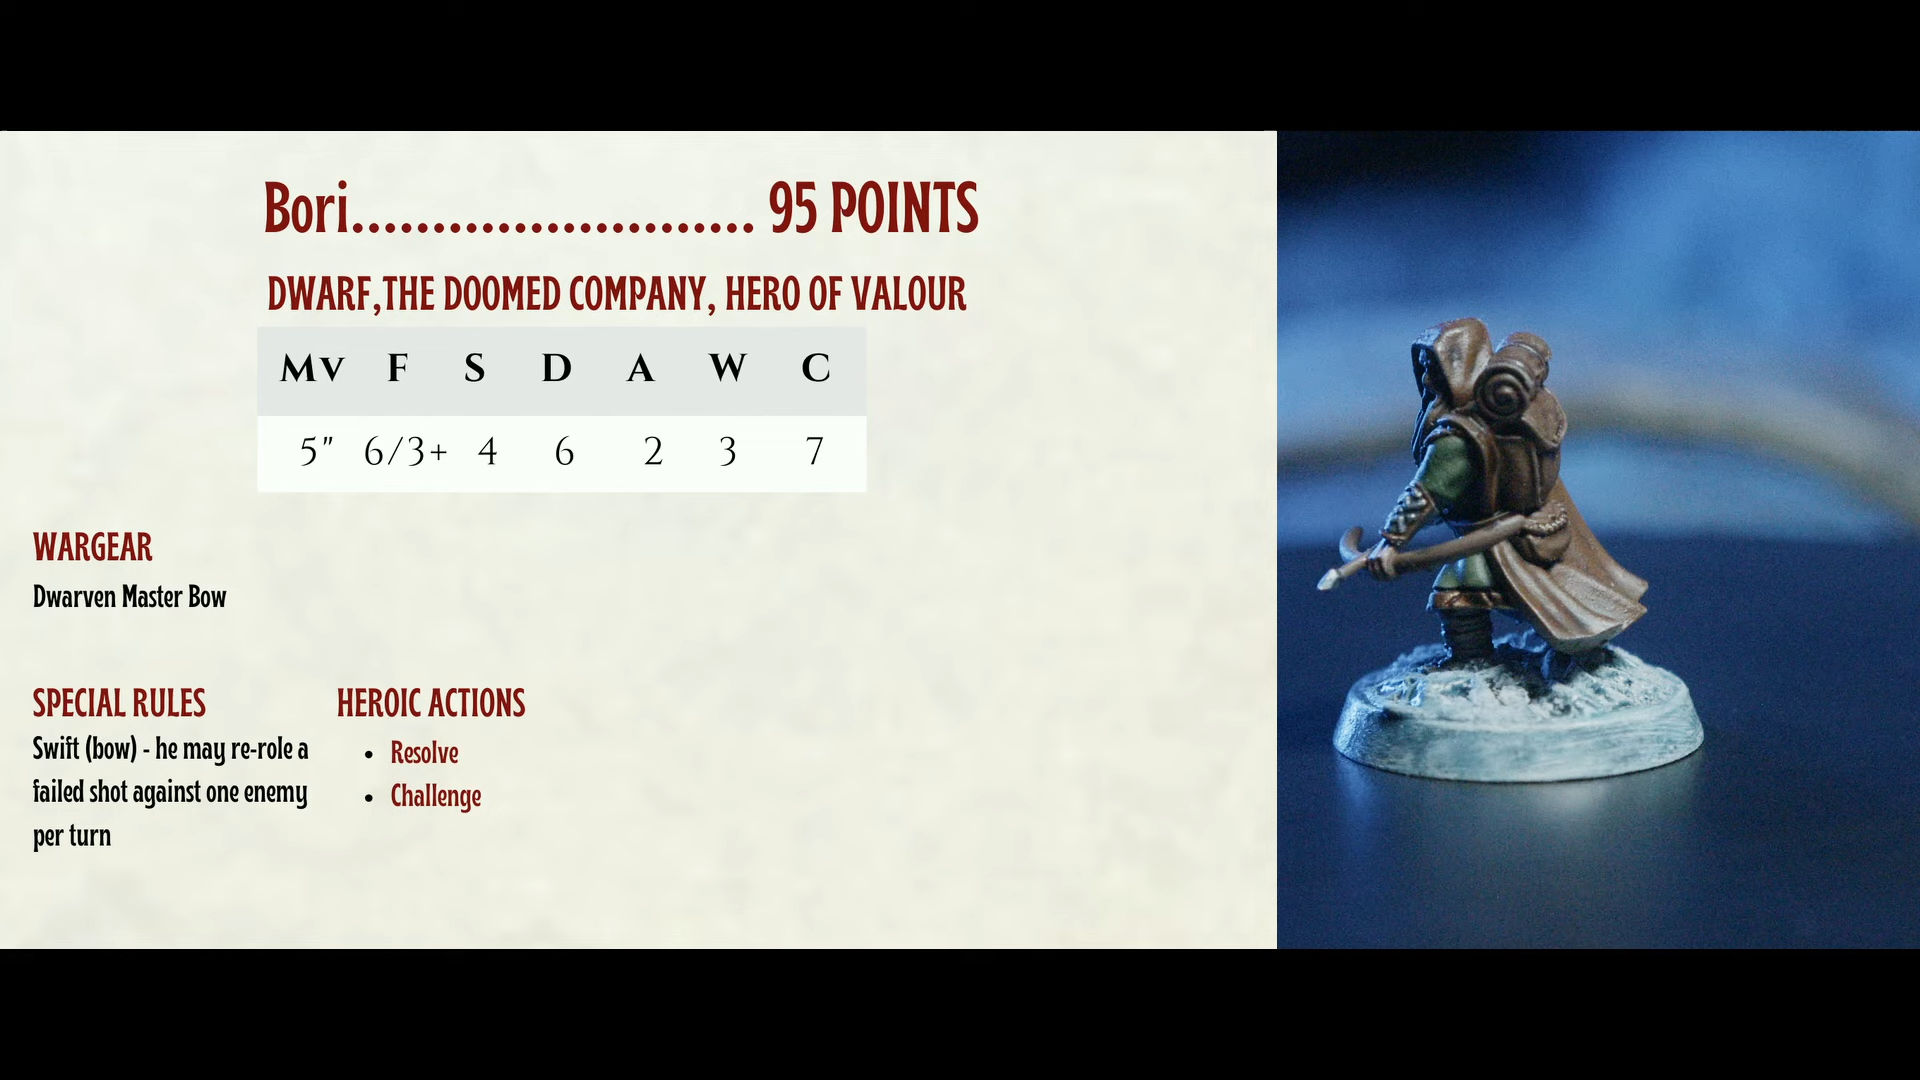 Bori......................... 95 POINTS
DWARF,THE DOOMED COMPANY, HERO OF VALOUR
Mv F S D A W C
5" 6/3+ 4 6 2 3 7
WARGEAR
Dwarven Master Bow
SPECIAL RULES
Swift (bow) - he may re-role a
failed shot against one enemy
per turn
HEROIC ACTIONS
• Resolve
• Challenge